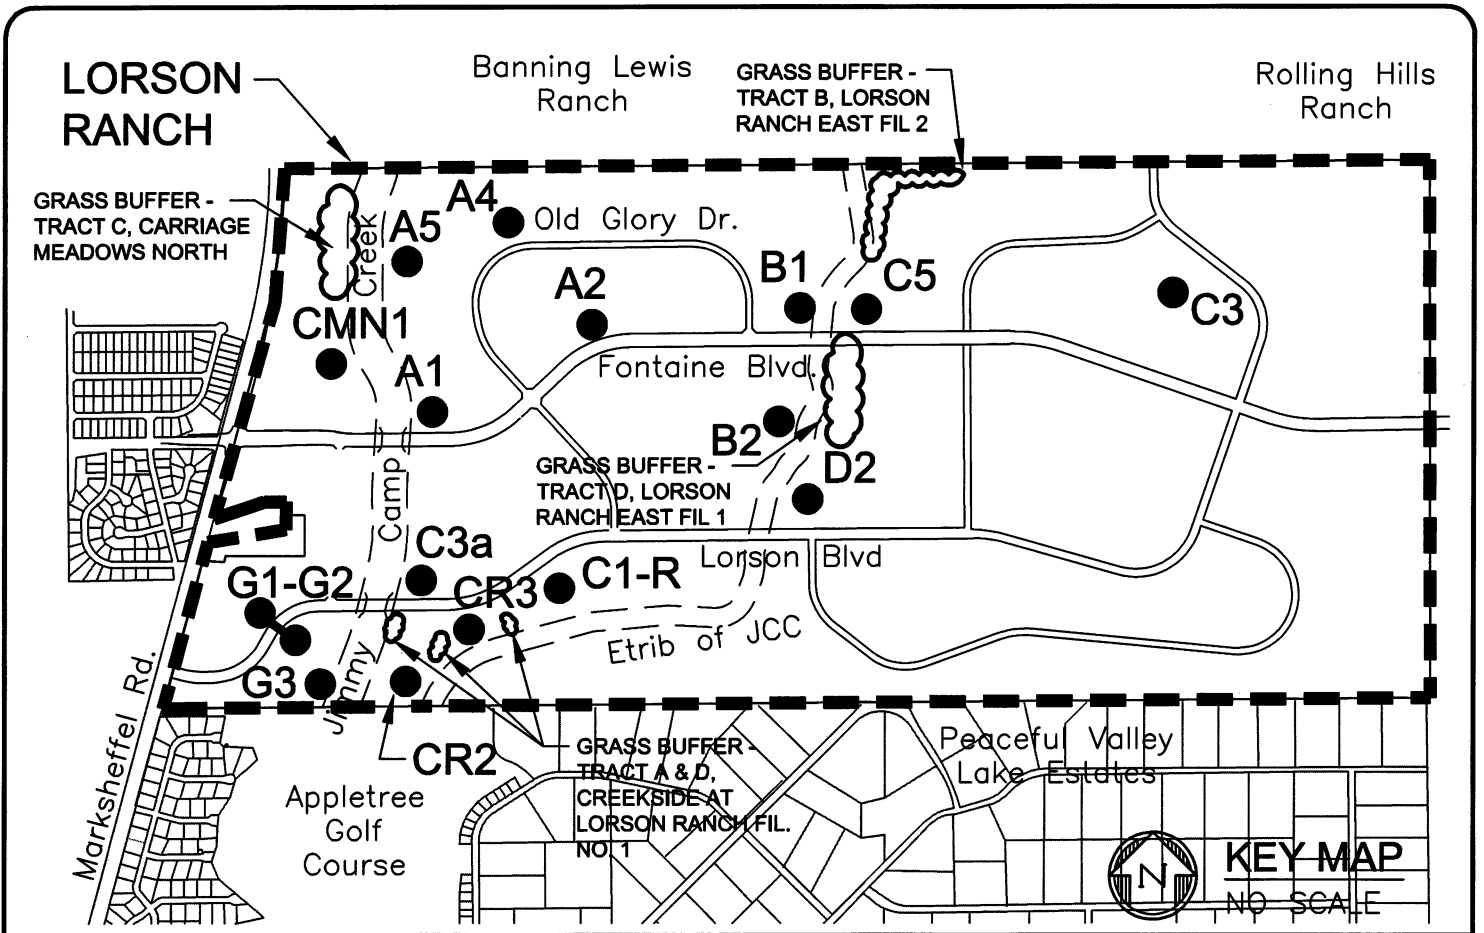 LORSON
RANCH
Banning Lewis
Ranch
GRASS BUFFER -
TRACT B, LORSON
RANCH EAST FIL 2
Rolling Hills
Ranch
GRASS BUFFER -
TRACT C, CARRIAGE
MEADOWS NORTH
Creek
A5
A4
Old Glory Dr.
A2
B1
C5
C3
CMN1
A1
Fontaine Blvd.
B2
D2
GRASS BUFFER -
TRACT D, LORSON
RANCH EAST FIL 1
Camp
C3a
Lorson Blvd
G1-G2
CR3
C1-R
Etrib of JCC
G3
Jimmy
Marksheffel Rd.
CR2
GRASS BUFFER -
TRACT A & D,
CREEKSIDE AT
LORSON RANCH FIL.
NO. 1
Peaceful Valley
Lake Estates
Appletree
Golf
Course
N
KEY MAP
NO SCALE